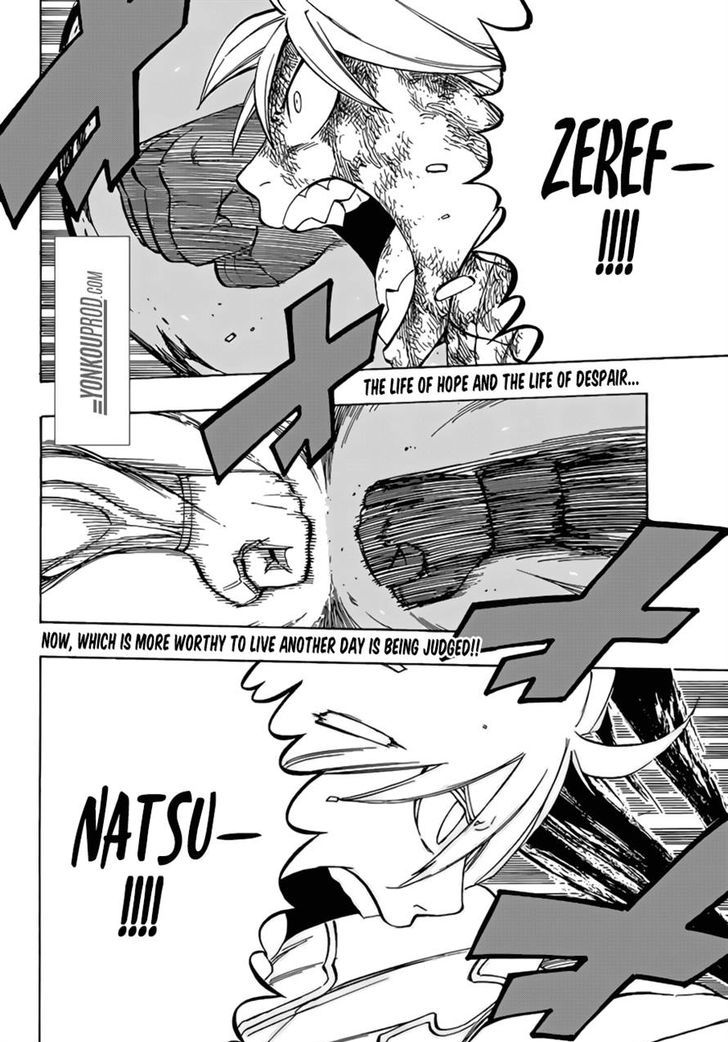 ZEREF—
!!!!
=YONKOUPROD.COM
THE LIFE OF HOPE AND THE LIFE OF DESPAIR...
NOW, WHICH IS MORE WORTHY TO LIVE ANOTHER DAY IS BEING JUDGED!!
NATSU—
!!!!